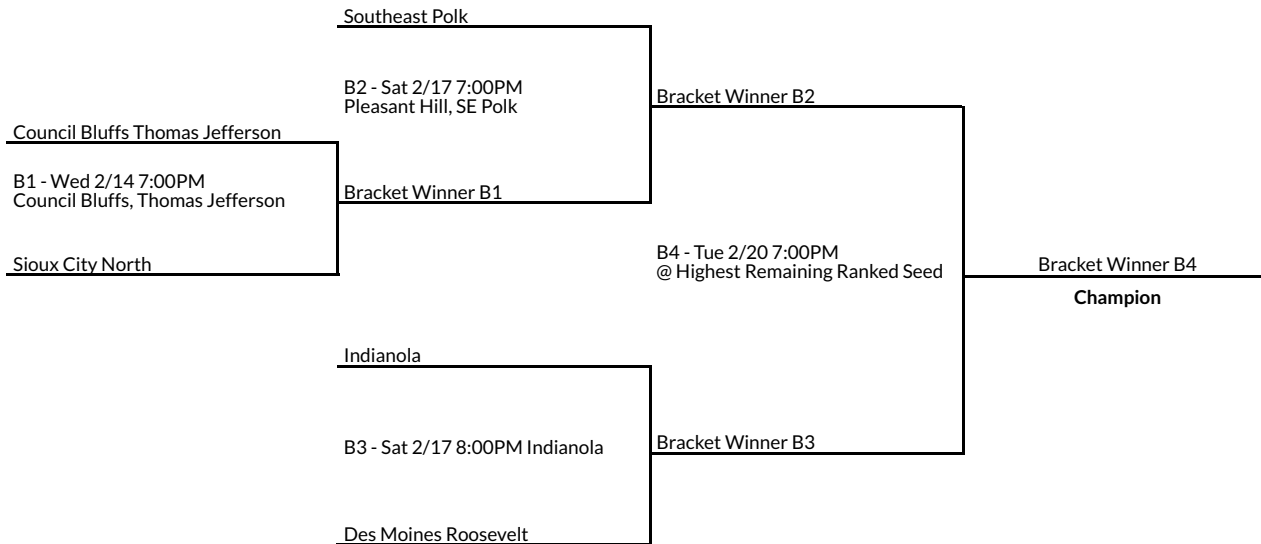 Southeast Polk
B2 - Sat 2/17 7:00PM
Pleasant Hill, SE Polk
Bracket Winner B2
Council Bluffs Thomas Jefferson
B1 - Wed 2/14 7:00PM
Council Bluffs, Thomas Jefferson
Bracket Winner B1
Sioux City North
B4 - Tue 2/20 7:00PM
@ Highest Remaining Ranked Seed
Bracket Winner B4
Champion
Indianola
B3 - Sat 2/17 8:00PM Indianola
Bracket Winner B3
Des Moines Roosevelt